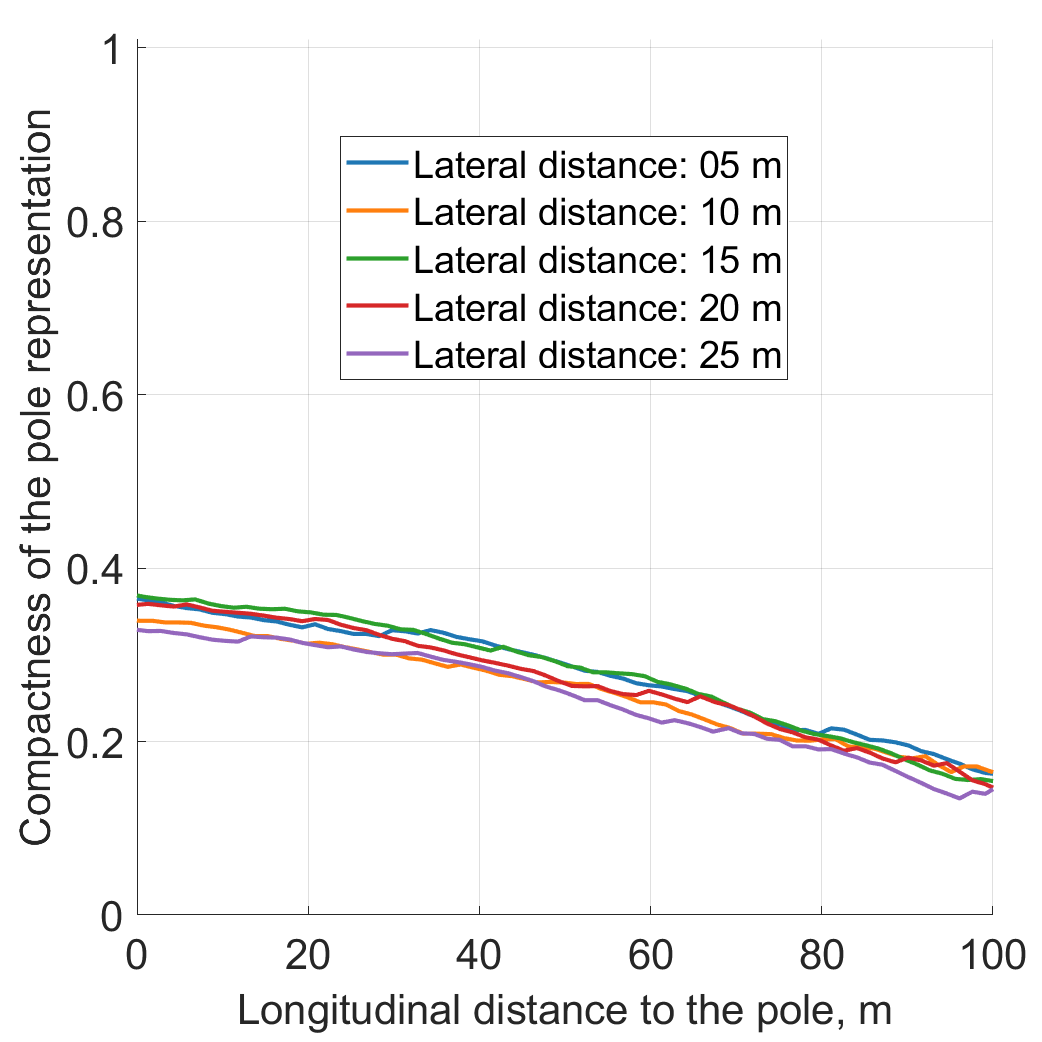 Compactness of the pole representation
1
0.8
0.6
0.4
0.2
0
Lateral distance: 05 m
Lateral distance: 10 m
Lateral distance: 15 m
Lateral distance: 20 m
Lateral distance: 25 m
0 20 40 60 80 100
Longitudinal distance to the pole, m